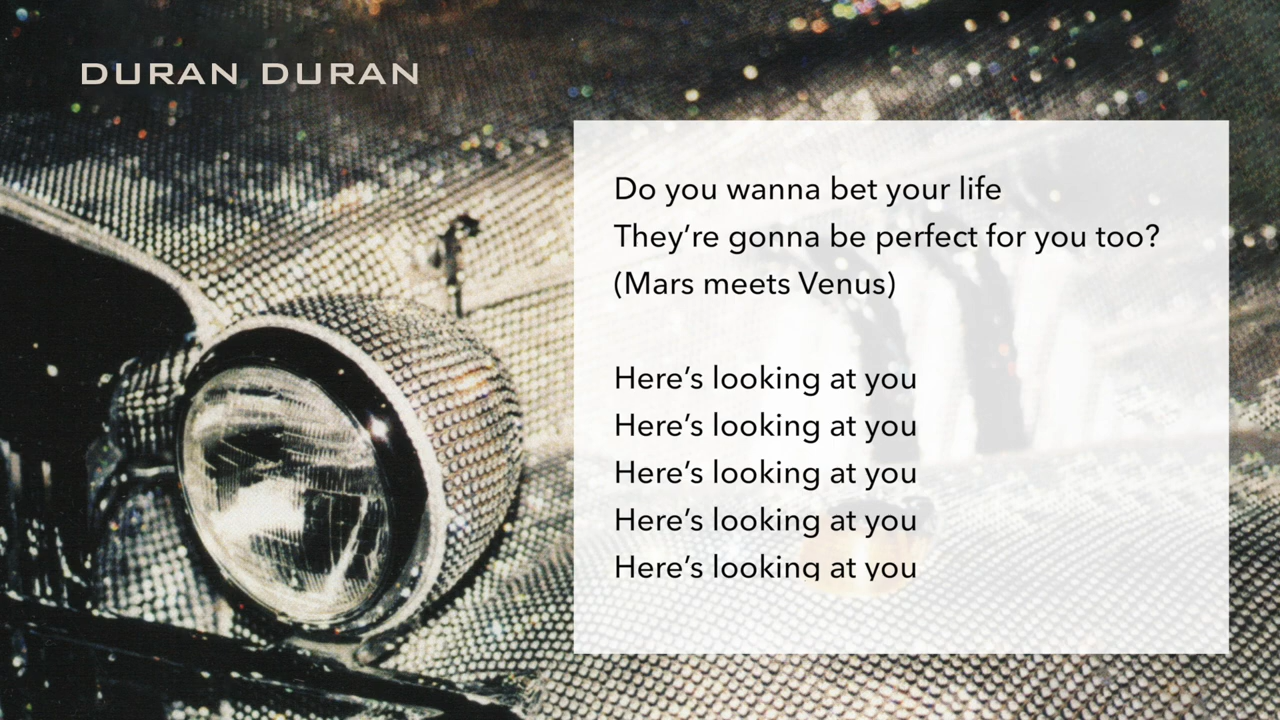 DURAN DURAN
Do you wanna bet your life
They’re gonna be perfect for you too?
(Mars meets Venus)
Here’s looking at you
Here’s looking at you
Here’s looking at you
Here’s looking at you
Here’s looking at you